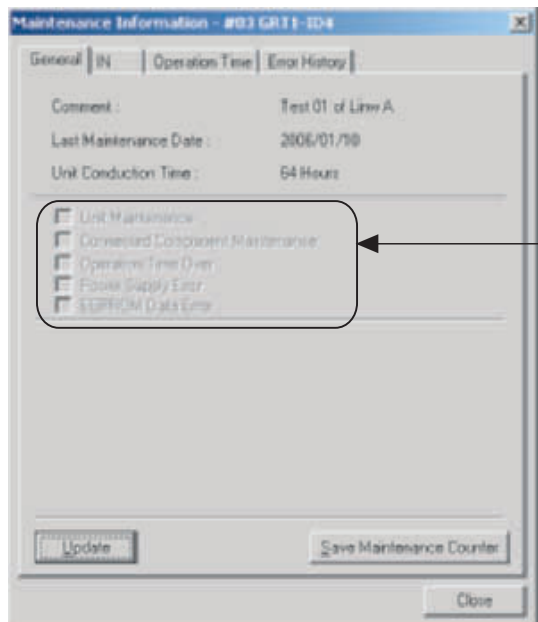 Maintenance Information - #03 GRT1-ID4
General IN Operation Time Error History
Comment : Test 01 of Line A
Last Maintenance Date : 2006/01/10
Unit Conduction Time : 64 Hours
Unit Maintenance
Connected Component Maintenance
Operation Time Over
Power Supply Error
EEPROM Data Error
Update Save Maintenance Counter
Close